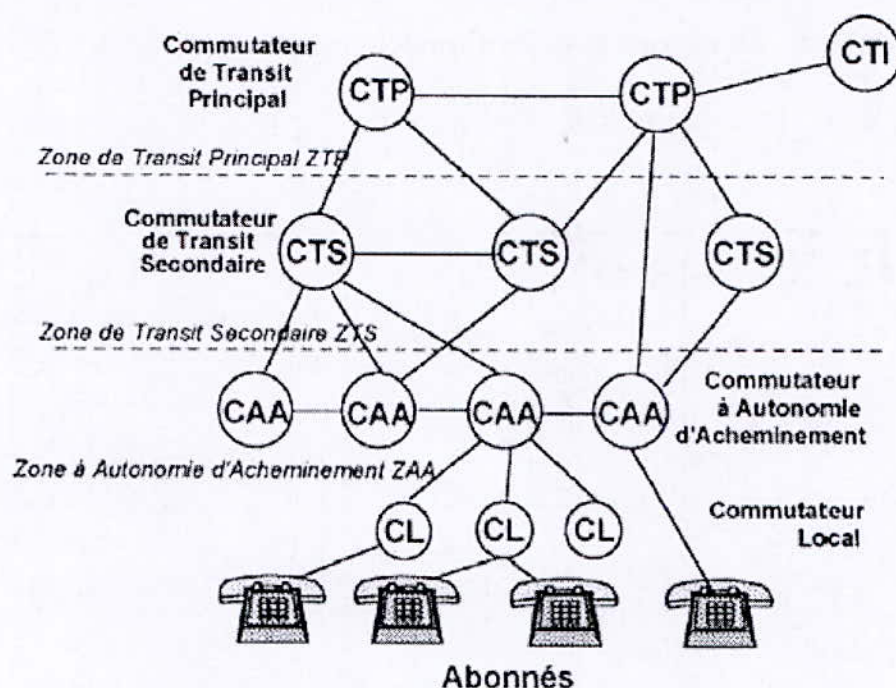 Commutateur
de Transit
Principal
CTP
CTP
CTI
Zone de Transit Principal ZTP
Commutateur
de Transit
Secondaire
CTS
CTS
CTS
Zone de Transit Secondaire ZTS
CAA
CAA
CAA
CAA
Commutateur
à Autonomie
d'Acheminement
Zone à Autonomie d'Acheminement ZAA
CL
CL
CL
Commutateur
Local
Abonnés